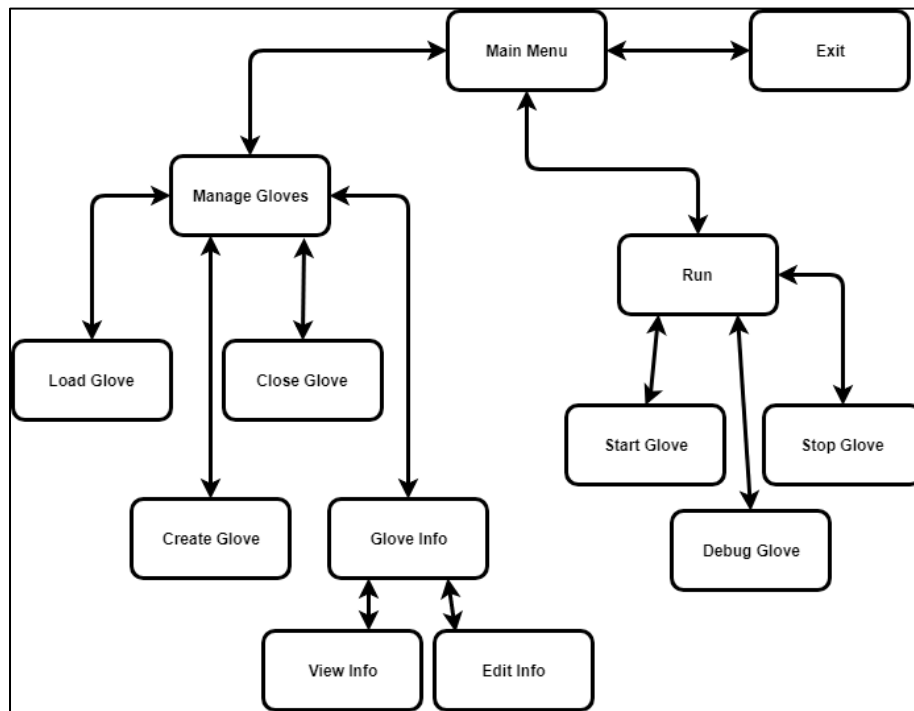 Main Menu
Exit
Manage Gloves
Run
Load Glove
Close Glove
Start Glove
Stop Glove
Create Glove
Glove Info
Debug Glove
View Info
Edit Info